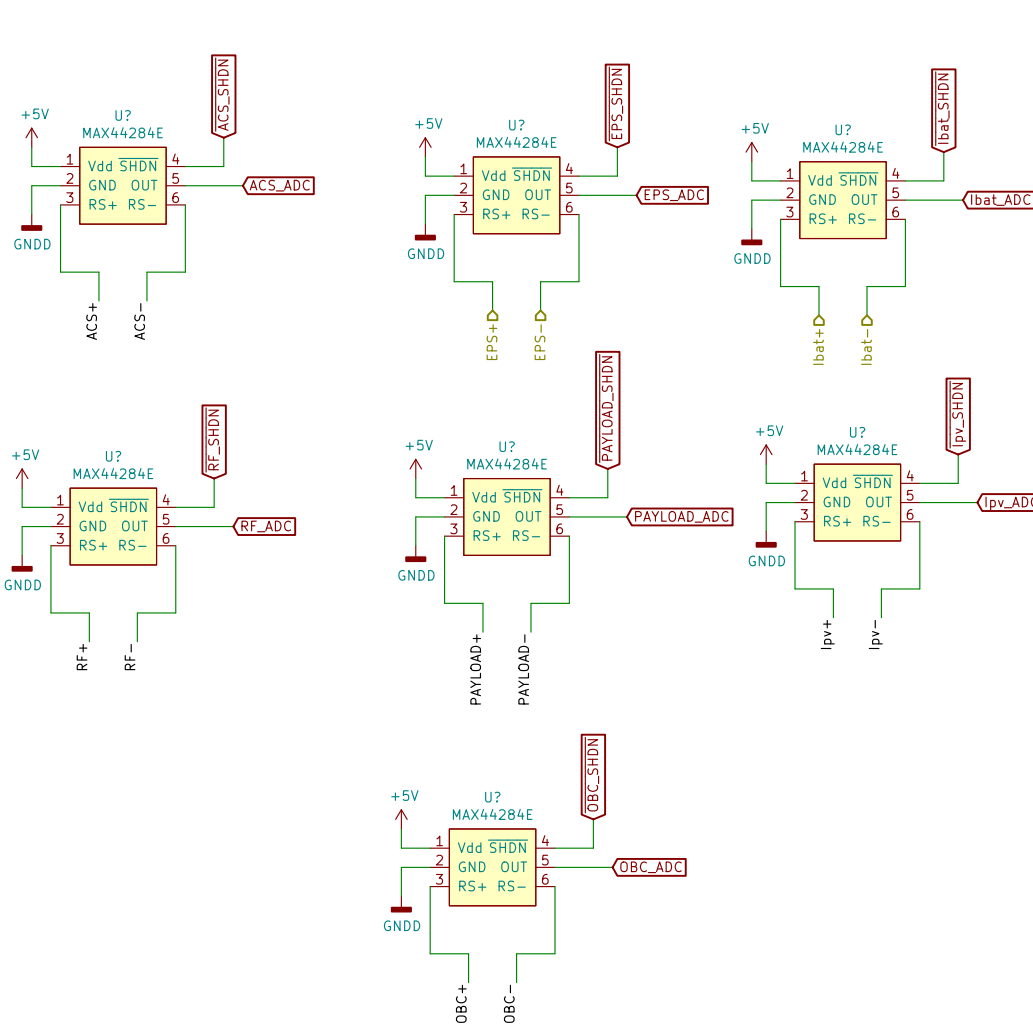 ACS_SHDN
+5V
U?
MAX44284E
1 Vdd SHDN 4
2 GND OUT 5
3 RS+ RS- 6
ACS_ADC
GNDD
ACS+
ACS-
EPS_SHDN
+5V
U?
MAX44284E
1 Vdd SHDN 4
2 GND OUT 5
3 RS+ RS- 6
EPS_ADC
GNDD
EPS+
EPS-
Ibat_SHDN
+5V
U?
MAX44284E
1 Vdd SHDN 4
2 GND OUT 5
3 RS+ RS- 6
Ibat_ADC
GNDD
Ibat+
Ibat-
RF_SHDN
+5V
U?
MAX44284E
1 Vdd SHDN 4
2 GND OUT 5
3 RS+ RS- 6
RF_ADC
GNDD
RF+
RF-
PAYLOAD_SHDN
+5V
U?
MAX44284E
1 Vdd SHDN 4
2 GND OUT 5
3 RS+ RS- 6
PAYLOAD_ADC
GNDD
PAYLOAD+
PAYLOAD-
Ipv_SHDN
+5V
U?
MAX44284E
1 Vdd SHDN 4
2 GND OUT 5
3 RS+ RS- 6
Ipv_ADC
GNDD
Ipv+
Ipv-
OBC_SHDN
+5V
U?
MAX44284E
1 Vdd SHDN 4
2 GND OUT 5
3 RS+ RS- 6
OBC_ADC
GNDD
OBC+
OBC-